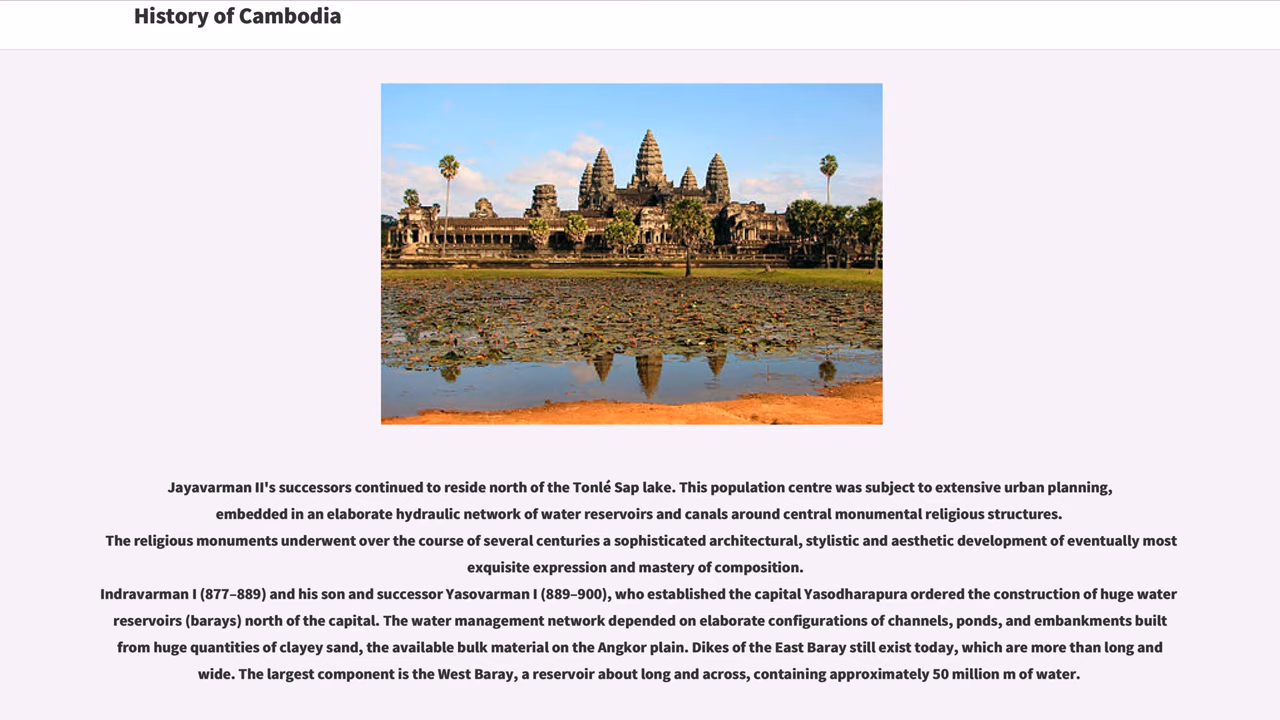 History of Cambodia
Jayavarman II's successors continued to reside north of the Tonlé Sap lake. This population centre was subject to extensive urban planning,
embedded in an elaborate hydraulic network of water reservoirs and canals around central monumental religious structures.
The religious monuments underwent over the course of several centuries a sophisticated architectural, stylistic and aesthetic development of eventually most
exquisite expression and mastery of composition.
Indravarman I (877–889) and his son and successor Yasovarman I (889–900), who established the capital Yasodharapura ordered the construction of huge water
reservoirs (barays) north of the capital. The water management network depended on elaborate configurations of channels, ponds, and embankments built
from huge quantities of clayey sand, the available bulk material on the Angkor plain. Dikes of the East Baray still exist today, which are more than long and
wide. The largest component is the West Baray, a reservoir about long and across, containing approximately 50 million m of water.